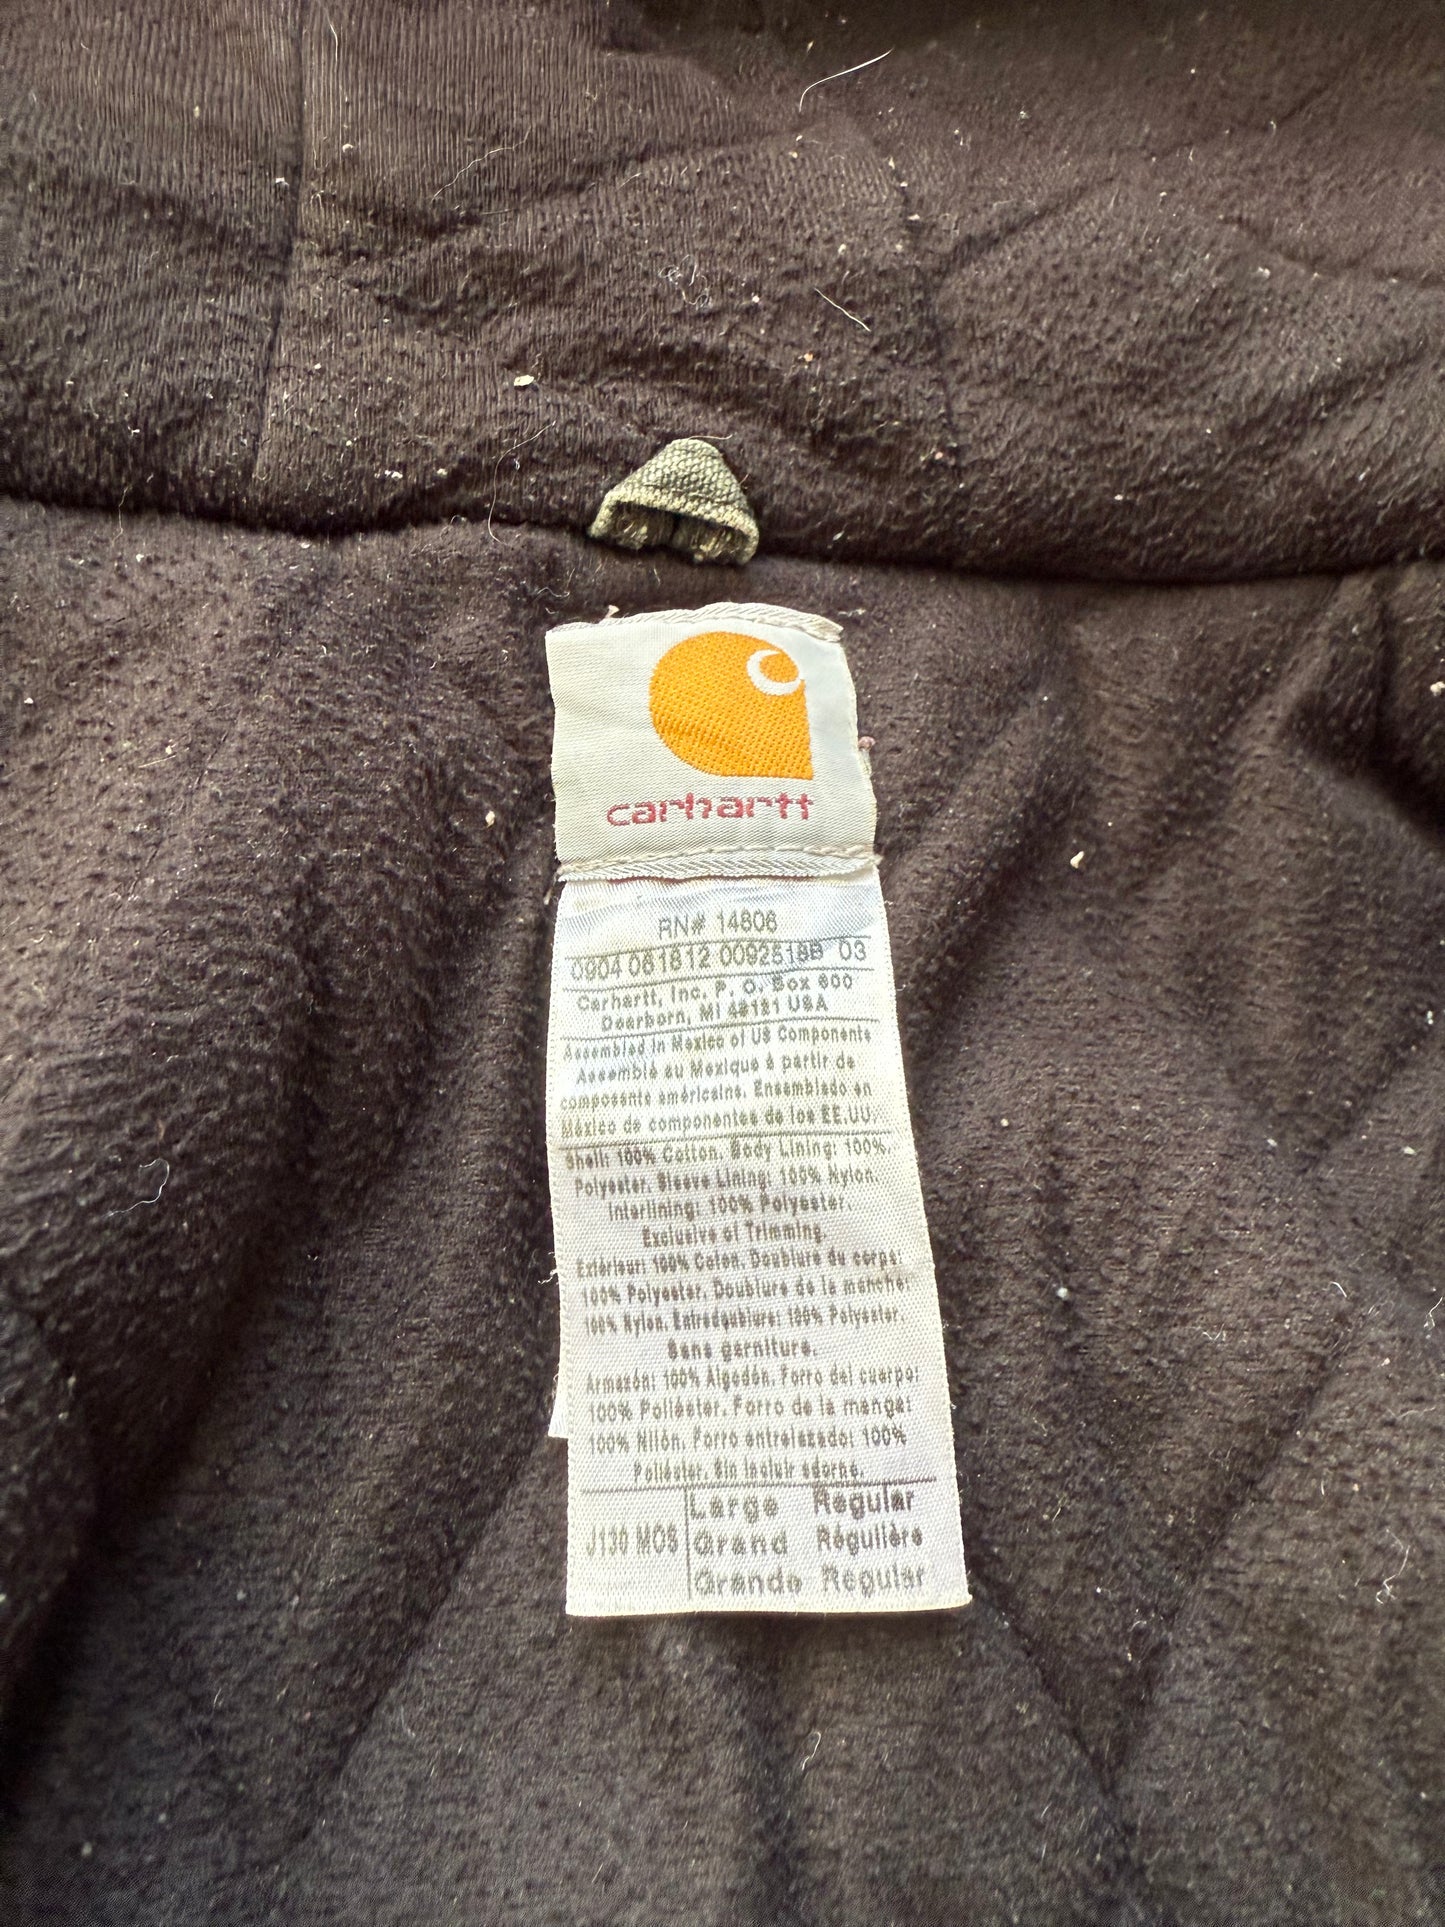 carhartt
RN# 14806
0904 061812 0092518B 03
Carhartt, Inc. P. O. Box 600
Dearborn, MI 48121 USA
Assembled in Mexico of US Components
Assemblé au Mexique à partir de
composants américains. Ensamblado en
México de componentes de los EE.UU.
Shell: 100% Cotton. Body Lining: 100%
Polyester. Sleeve Lining: 100% Nylon.
Interlining: 100% Polyester.
Exclusive of Trimming.
Extérieur: 100% Coton. Doublure du corps:
100% Polyester. Doublure de la manche:
100% Nylon. Entredoublure: 100% Polyester.
Sans garniture.
Armazón: 100% Algodón. Forro del cuerpo:
100% Poliéster. Forro de la manga:
100% Nilón. Forro entrelazado: 100%
Poliéster. Sin incluir adorno.
J130 MOS
Large Regular
Grand Régulière
Grande Regular